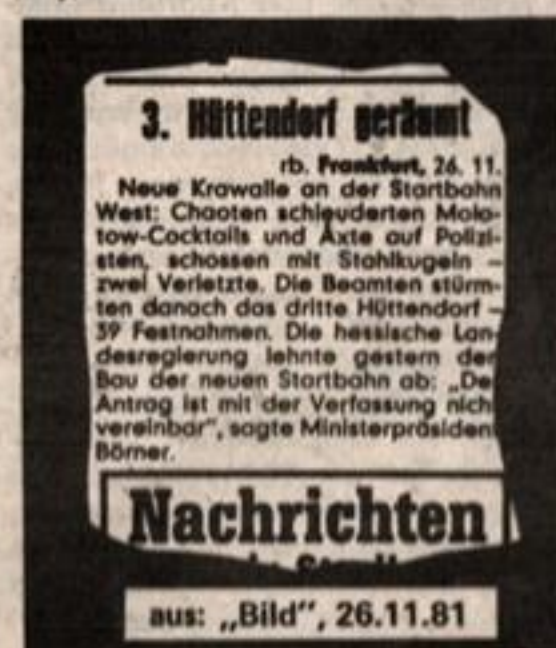 3. Hüttendorf geräumt
rb. Frankfurt, 26. 11.
Neue Krawalle an der Startbahn
West: Chaoten schleuderten Molo-
tow-Cocktails und Äxte auf Polizi-
sten, schossen mit Stahlkugeln –
zwei Verletzte. Die Beamten stürm-
ten danach das dritte Hüttendorf –
39 Festnahmen. Die hessische Lan-
desregierung lehnte gestern den
Bau der neuen Startbahn ab: „De
Antrag ist mit der Verfassung nich
vereinbar“, sagte Ministerpräsiden
Börner.
Nachrichten
aus: „Bild“, 26.11.81